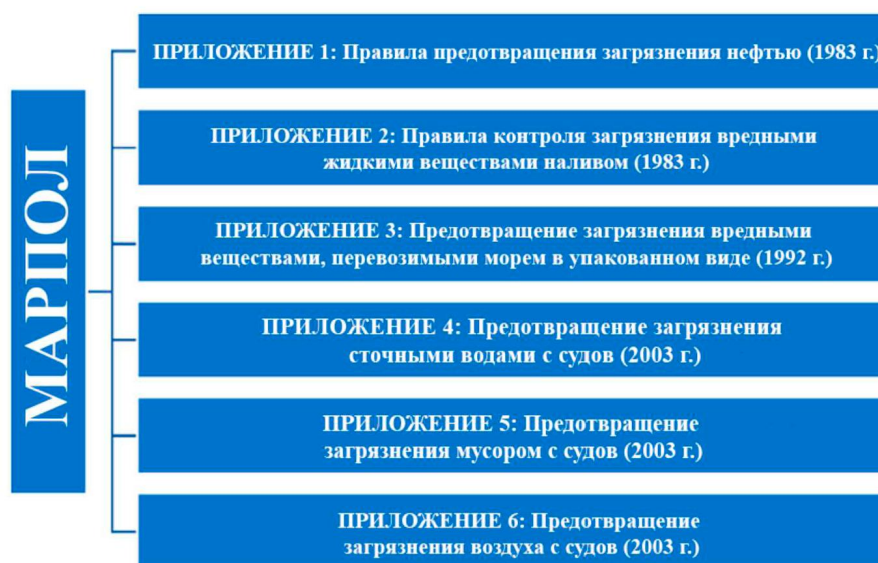 МАРПОЛ
ПРИЛОЖЕНИЕ 1: Правила предотвращения загрязнения нефтью (1983 г.)
ПРИЛОЖЕНИЕ 2: Правила контроля загрязнения вредными
жидкими веществами наливом (1983 г.)
ПРИЛОЖЕНИЕ 3: Предотвращение загрязнения вредными
веществами, перевозимыми морем в упакованном виде (1992 г.)
ПРИЛОЖЕНИЕ 4: Предотвращение загрязнения
сточными водами с судов (2003 г.)
ПРИЛОЖЕНИЕ 5: Предотвращение
загрязнения мусором с судов (2003 г.)
ПРИЛОЖЕНИЕ 6: Предотвращение
загрязнения воздуха с судов (2003 г.)